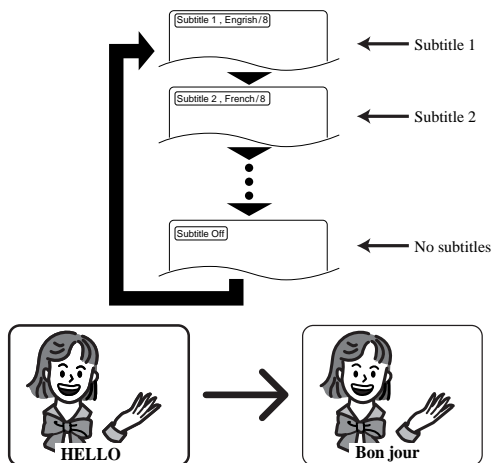 Subtitle 1 , Engrish/8
Subtitle 1
Subtitle 2 , French/8
Subtitle 2
Subtitle Off
No subtitles
HELLO
Bon jour